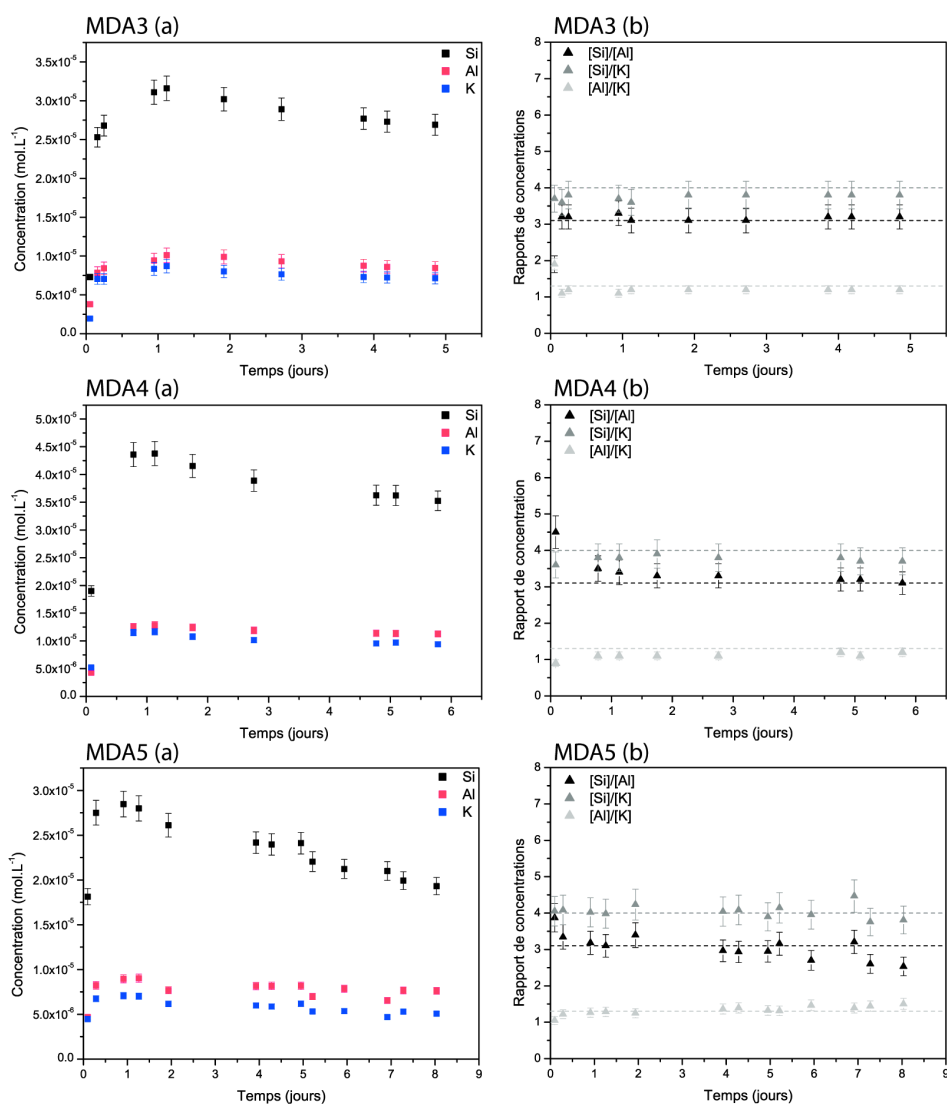 MDA3 (a)
Concentration (mol.L⁻¹)
3.5x10⁻⁵
3.0x10⁻⁵
2.5x10⁻⁵
2.0x10⁻⁵
1.5x10⁻⁵
1.0x10⁻⁵
5.0x10⁻⁶
0.0
Si
Al
K
0 1 2 3 4 5
Temps (jours)
MDA3 (b)
Rapports de concentrations
8
7
6
5
4
3
2
1
0
[Si]/[Al]
[Si]/[K]
[Al]/[K]
0 1 2 3 4 5
Temps (jours)
MDA4 (a)
Concentration (mol.L⁻¹)
5.0x10⁻⁵
4.5x10⁻⁵
4.0x10⁻⁵
3.5x10⁻⁵
3.0x10⁻⁵
2.5x10⁻⁵
2.0x10⁻⁵
1.5x10⁻⁵
1.0x10⁻⁵
5.0x10⁻⁶
0.0
Si
Al
K
0 1 2 3 4 5 6
Temps (jours)
MDA4 (b)
Rapport de concentration
8
7
6
5
4
3
2
1
0
[Si]/[Al]
[Si]/[K]
[Al]/[K]
0 1 2 3 4 5 6
Temps (jours)
MDA5 (a)
Concentration (mol.L⁻¹)
3.0x10⁻⁵
2.5x10⁻⁵
2.0x10⁻⁵
1.5x10⁻⁵
1.0x10⁻⁵
5.0x10⁻⁶
0.0
Si
Al
K
0 1 2 3 4 5 6 7 8 9
Temps (jours)
MDA5 (b)
Rapport de concentrations
8
7
6
5
4
3
2
1
0
[Si]/[Al]
[Si]/[K]
[Al]/[K]
0 1 2 3 4 5 6 7 8 9
Temps (jours)